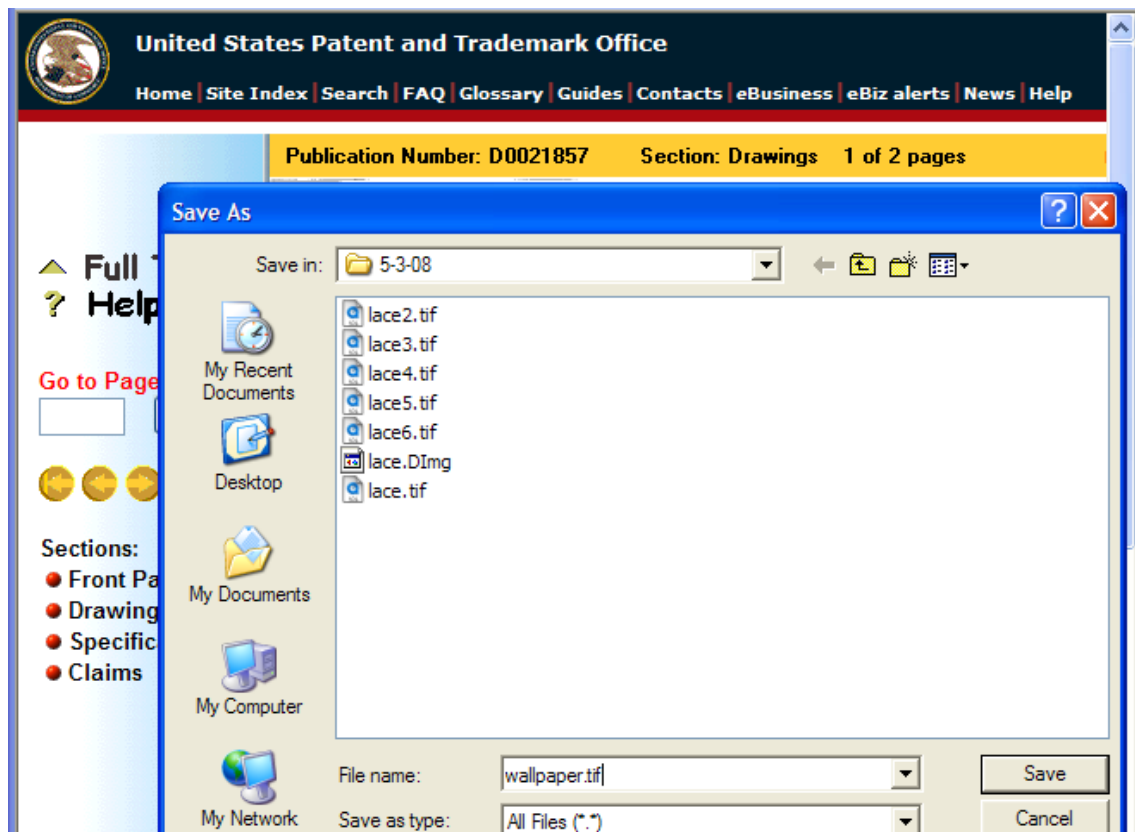 United States Patent and Trademark Office
Home|Site Index|Search|FAQ|Glossary|Guides|Contacts|eBusiness|eBiz alerts|News|Help
Publication Number: D0021857 Section: Drawings 1 of 2 pages
Save As
Full
Help
Save in: 5-3-08
lace2.tif
lace3.tif
lace4.tif
lace5.tif
lace6.tif
lace.DImg
lace.tif
My Recent
Documents
Desktop
My Documents
My Computer
My Network
Go to Page
Sections:
Front Pa
Drawing
Specific
Claims
File name: wallpaper.tif Save
Save as type: All Files (*.*) Cancel